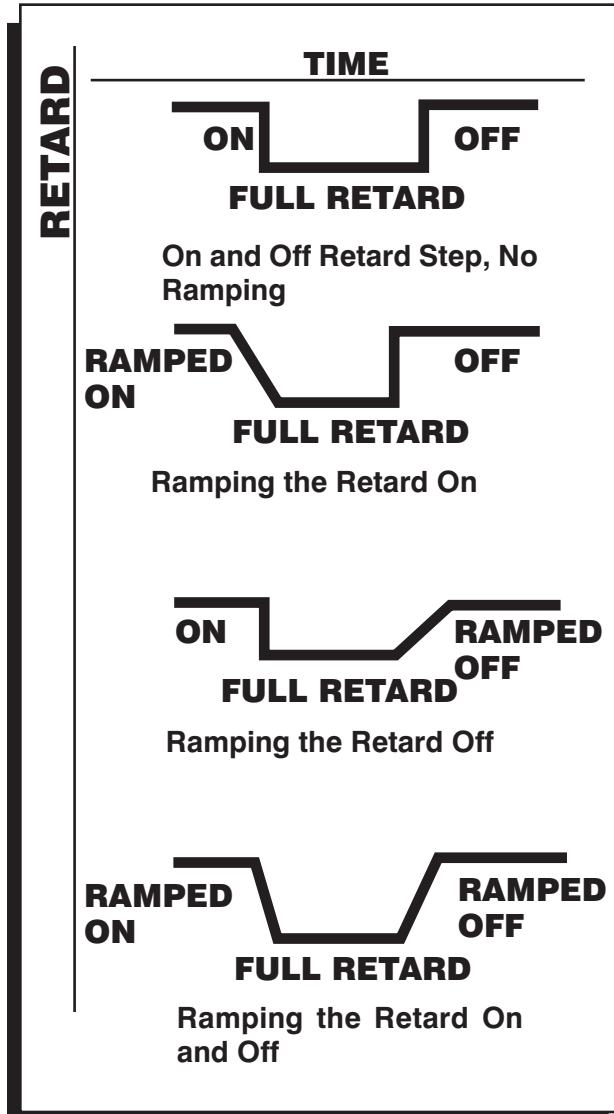 TIME
RETARD
ON
OFF
FULL RETARD
On and Off Retard Step, No
Ramping
RAMPED
ON
OFF
FULL RETARD
Ramping the Retard On
ON
RAMPED
OFF
FULL RETARD
Ramping the Retard Off
RAMPED
ON
RAMPED
OFF
FULL RETARD
Ramping the Retard On
and Off